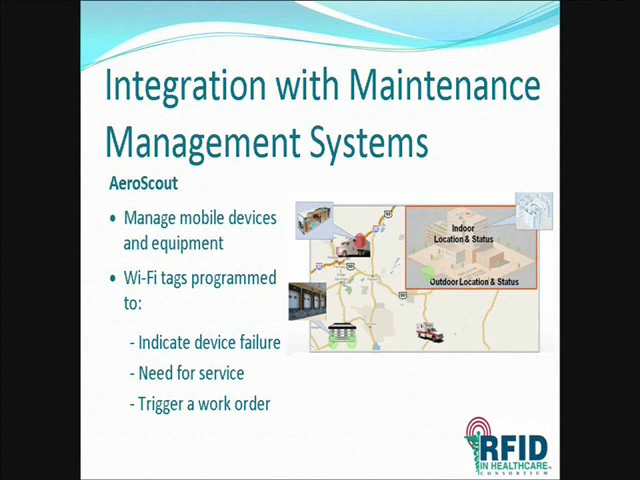 Integration with Maintenance
Management Systems
AeroScout
• Manage mobile devices
and equipment
• Wi-Fi tags programmed
to:
- Indicate device failure
- Need for service
- Trigger a work order
Indoor
Location & Status
Outdoor Location & Status
RFID
IN HEALTHCARE
CONSORTIUM